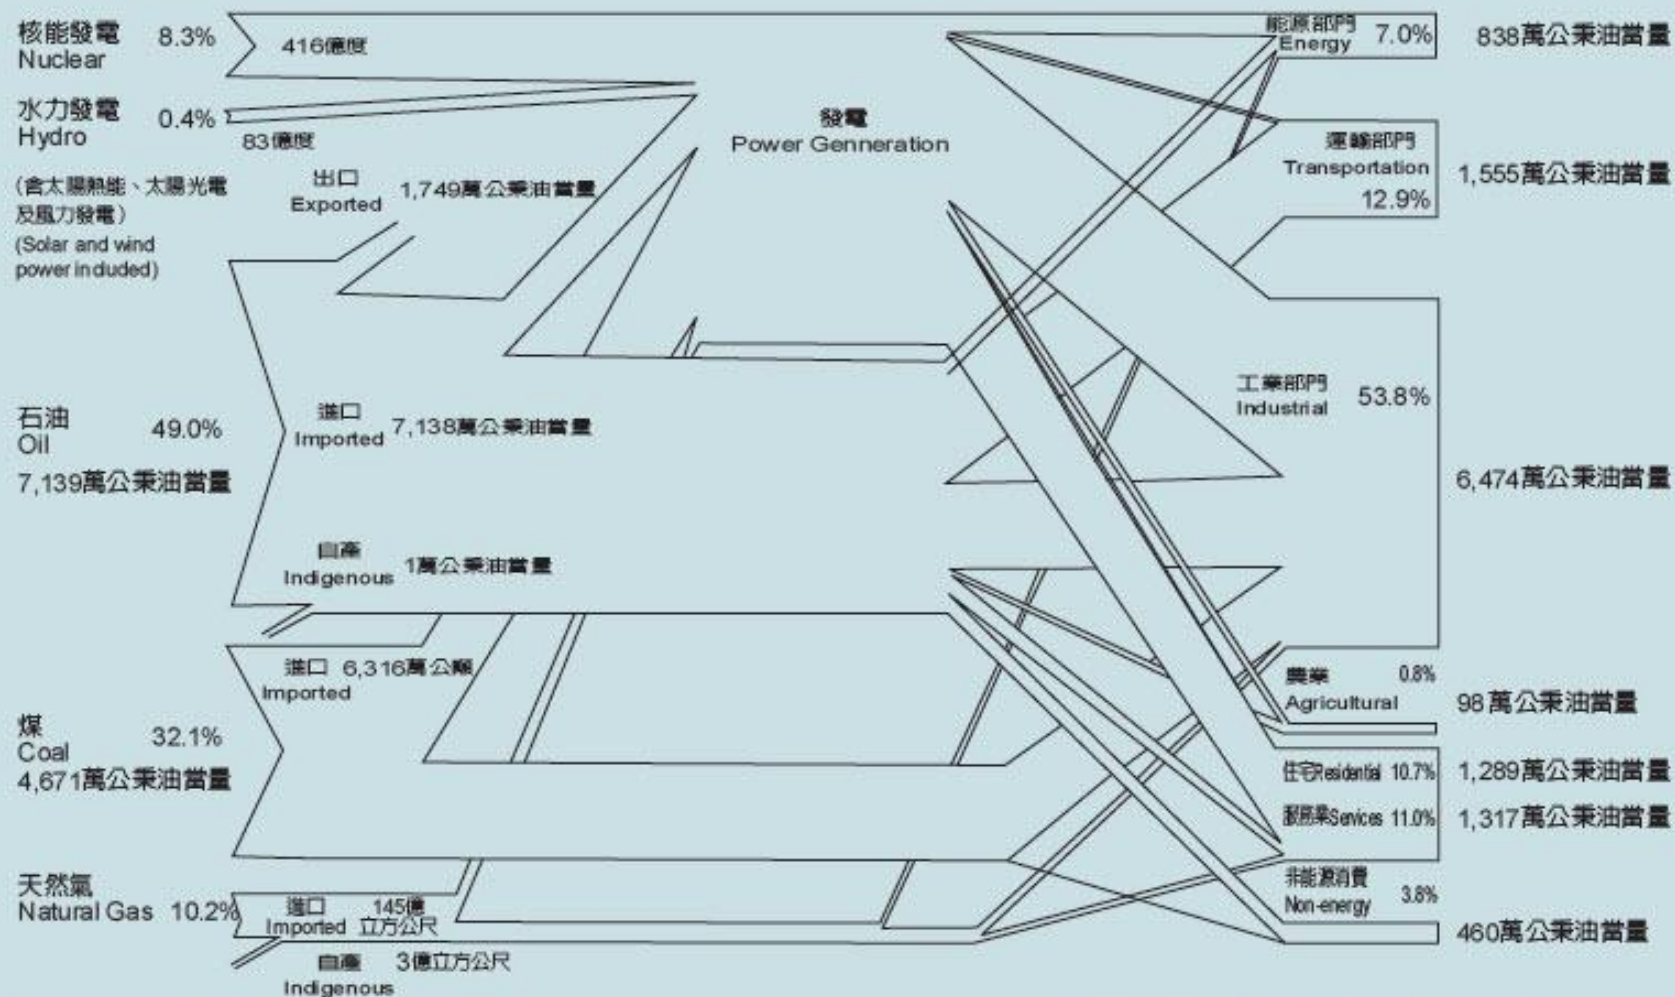 核能發電 8.3%
Nuclear
416億度
水力發電 0.4%
Hydro
83億度
(含太陽熱能、太陽光電
及風力發電)
(Solar and wind
power included)
出口
Exported
1,749萬公秉油當量
石油
Oil
49.0%
7,139萬公秉油當量
進口
Imported
7,138萬公秉油當量
自產
Indigenous
1萬公秉油當量
煤
Coal
32.1%
4,671萬公秉油當量
進口
Imported
6,316萬公噸
天然氣
Natural Gas 10.2%
進口 145億
Imported 立方公尺
自產 3億立方公尺
Indigenous
發電
Power Genneration
能源部門
Energy
7.0%
838萬公秉油當量
運輸部門
Transportation
12.9%
1,555萬公秉油當量
工業部門
Industrial
53.8%
6,474萬公秉油當量
農業
Agricultural
0.8%
98萬公秉油當量
住宅Residential 10.7%
1,289萬公秉油當量
服務業Services 11.0%
1,317萬公秉油當量
非能源消費
Non-energy
3.8%
460萬公秉油當量